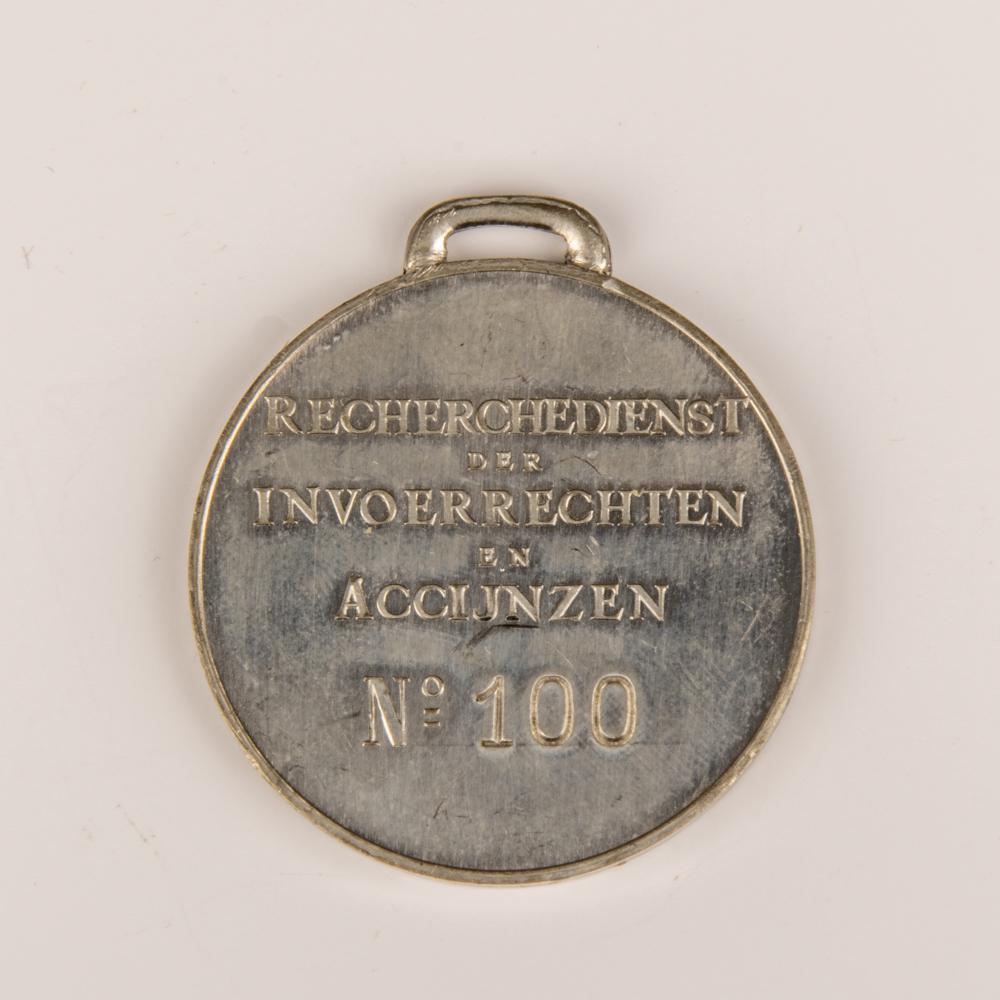 RECHERCHEDIENST
DER
INVOERRECHTEN
EN
ACCIJNZEN
Nº 100